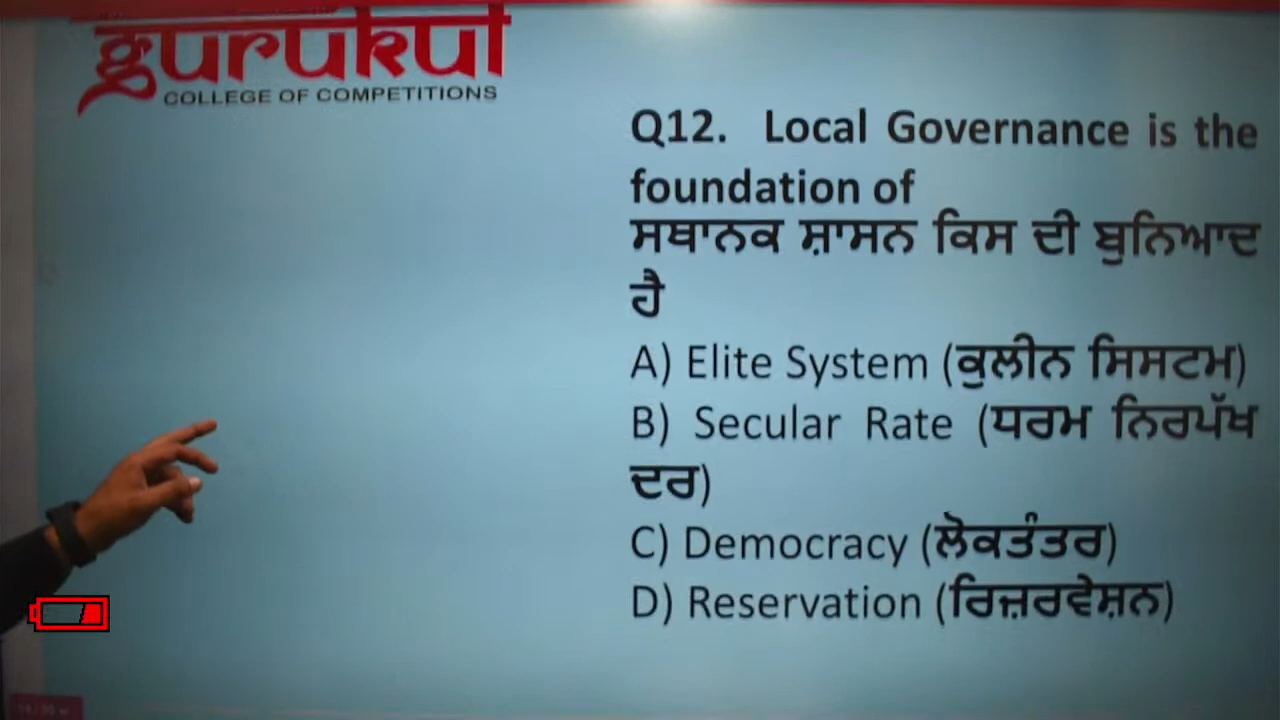 gurukul
COLLEGE OF COMPETITIONS
Q12. Local Governance is the
foundation of
ਸਥਾਨਕ ਸ਼ਾਸਨ ਕਿਸ ਦੀ ਬੁਨਿਆਦ
ਹੈ
A) Elite System (ਕੁਲੀਨ ਸਿਸਟਮ)
B) Secular Rate (ਧਰਮ ਨਿਰਪੱਖ
ਦਰ)
C) Democracy (ਲੋਕਤੰਤਰ)
D) Reservation (ਰਿਜ਼ਰਵੇਸ਼ਨ)